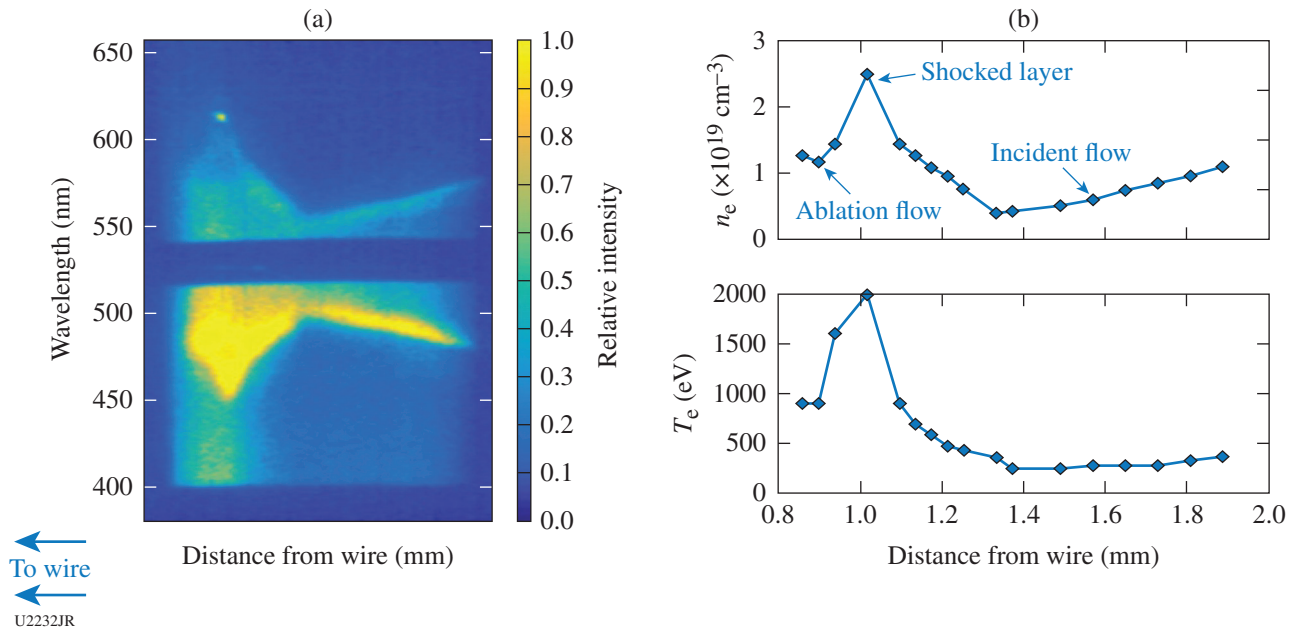 (a)
650
600
550
500
450
400
Wavelength (nm)
Distance from wire (mm)
1.0
0.9
0.8
0.7
0.6
0.5
0.4
0.3
0.2
0.1
0.0
Relative intensity
To wire
U2232JR
(b)
3
2
1
0
n_e (×10^19 cm^−3)
Shocked layer
Incident flow
Ablation flow
2000
1500
1000
500
0
T_e (eV)
0.8 1.0 1.2 1.4 1.6 1.8 2.0
Distance from wire (mm)